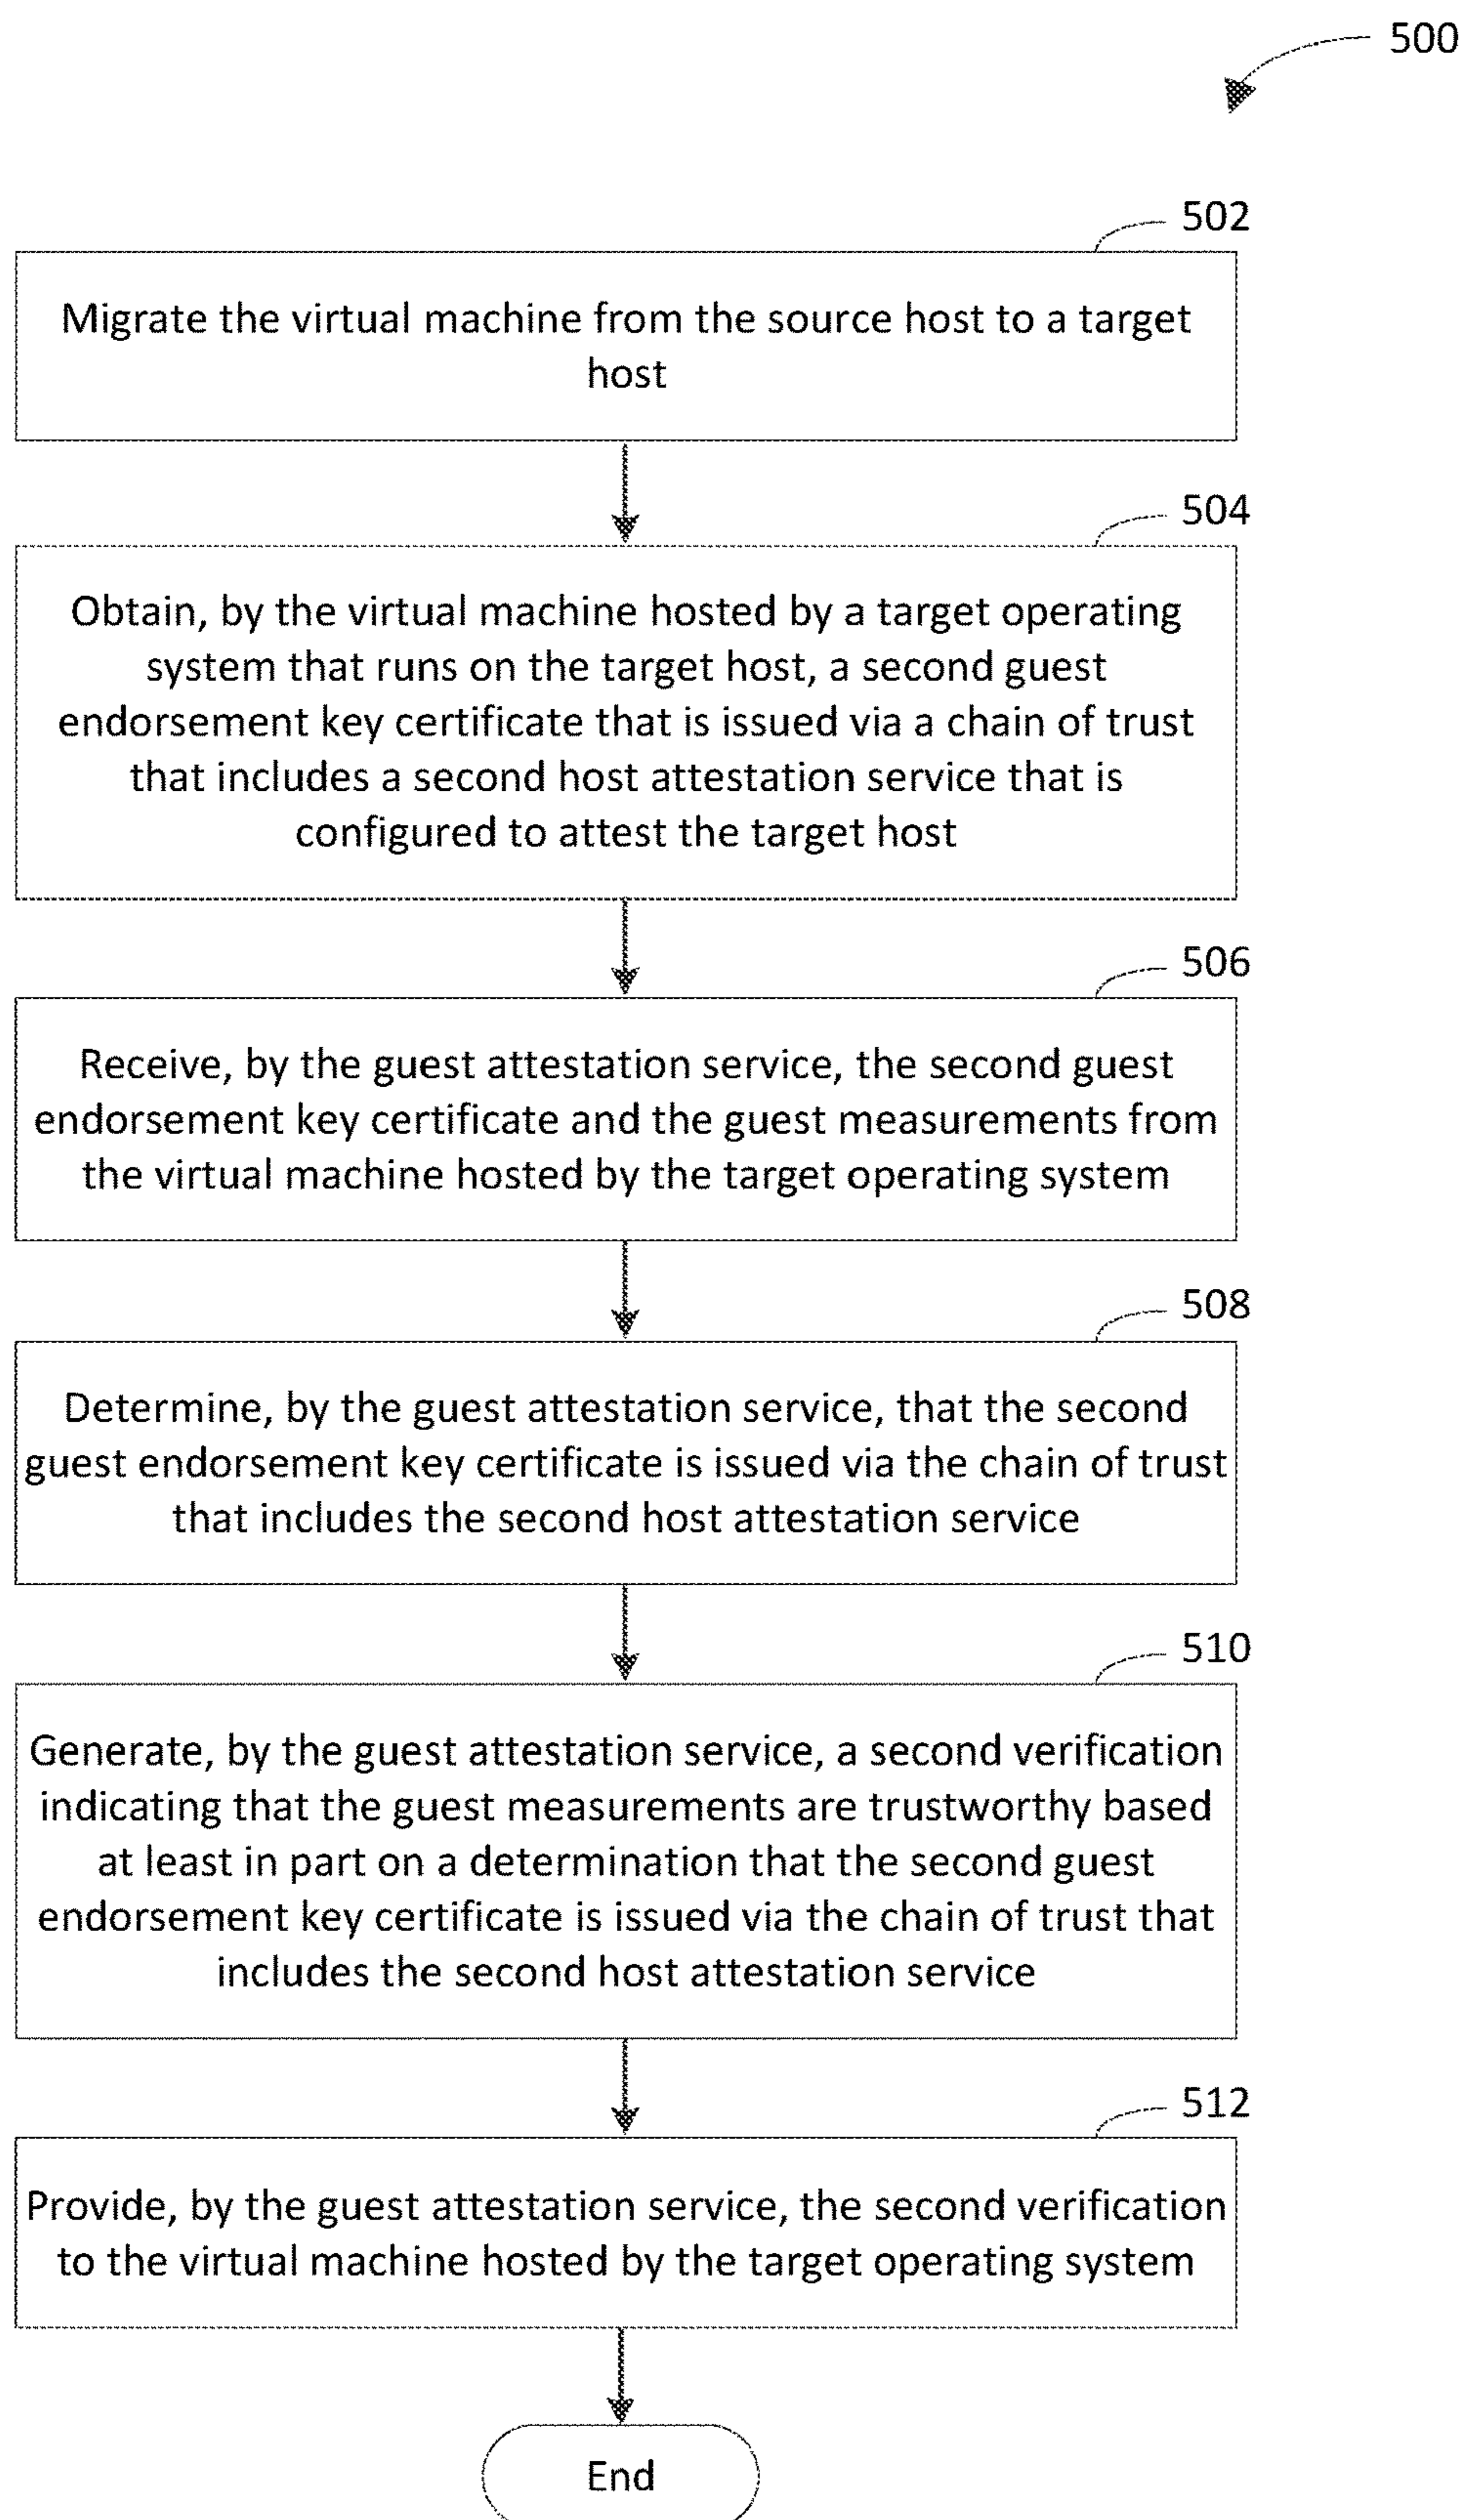 500
502
Migrate the virtual machine from the source host to a target
host
504
Obtain, by the virtual machine hosted by a target operating
system that runs on the target host, a second guest
endorsement key certificate that is issued via a chain of trust
that includes a second host attestation service that is
configured to attest the target host
506
Receive, by the guest attestation service, the second guest
endorsement key certificate and the guest measurements from
the virtual machine hosted by the target operating system
508
Determine, by the guest attestation service, that the second
guest endorsement key certificate is issued via the chain of trust
that includes the second host attestation service
510
Generate, by the guest attestation service, a second verification
indicating that the guest measurements are trustworthy based
at least in part on a determination that the second guest
endorsement key certificate is issued via the chain of trust that
includes the second host attestation service
512
Provide, by the guest attestation service, the second verification
to the virtual machine hosted by the target operating system
End